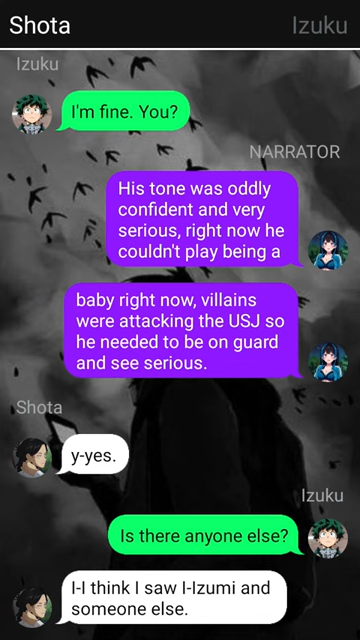 Shota Izuku
Izuku
I'm fine. You?
NARRATOR
His tone was oddly
confident and very
serious, right now he
couldn't play being a
baby right now, villains
were attacking the USJ so
he needed to be on guard
and see serious.
Shota
y-yes.
Izuku
Is there anyone else?
I-I think I saw I-Izumi and
someone else.